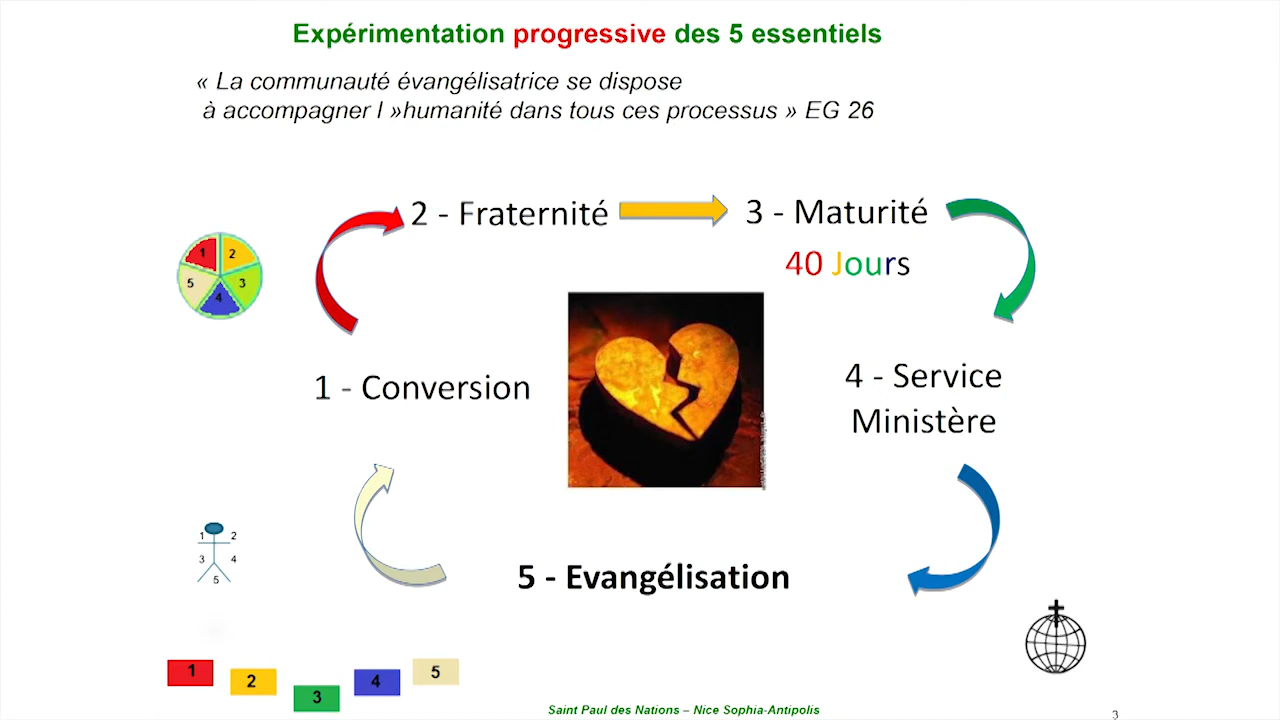 Expérimentation progressive des 5 essentiels
« La communauté évangélisatrice se dispose
à accompagner l »humanité dans tous ces processus » EG 26
2 - Fraternité
3 - Maturité
40 Jours
1
2
3
4
5
1 - Conversion
4 - Service
Ministère
1 2
3 4
5
5 - Evangélisation
1
2
3
4
5
Saint Paul des Nations – Nice Sophia-Antipolis
3